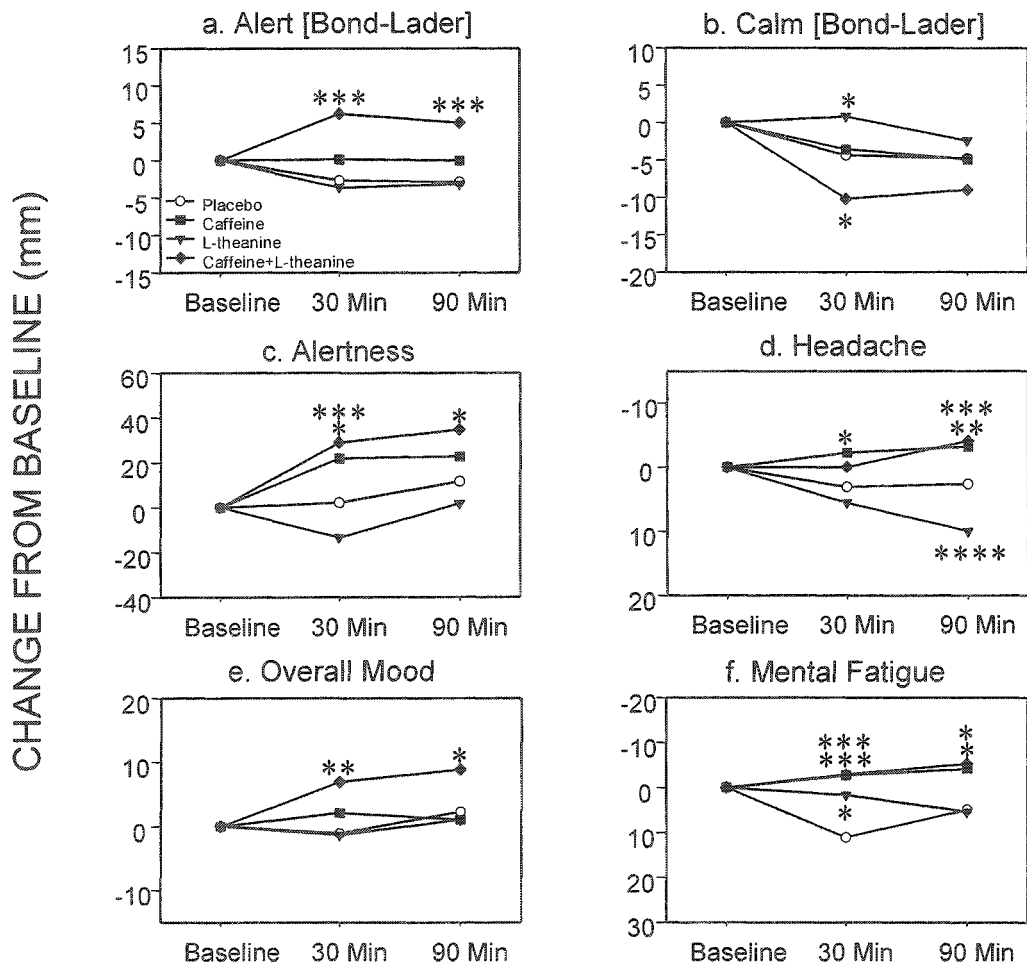 CHANGE FROM BASELINE (mm)
a. Alert [Bond-Lader]
15
10
5
0
-5
-10
-15
*** ***
Placebo
Caffeine
L-theanine
Caffeine+L-theanine
Baseline 30 Min 90 Min
b. Calm [Bond-Lader]
10
5
0
-5
-10
-15
-20
*
*
Baseline 30 Min 90 Min
c. Alertness
60
40
20
0
-20
-40
*** *
*
Baseline 30 Min 90 Min
d. Headache
-10
0
10
20
***
* **
****
Baseline 30 Min 90 Min
e. Overall Mood
20
10
0
-10
** *
Baseline 30 Min 90 Min
f. Mental Fatigue
-20
-10
0
10
20
30
*** *
*** *
*
Baseline 30 Min 90 Min